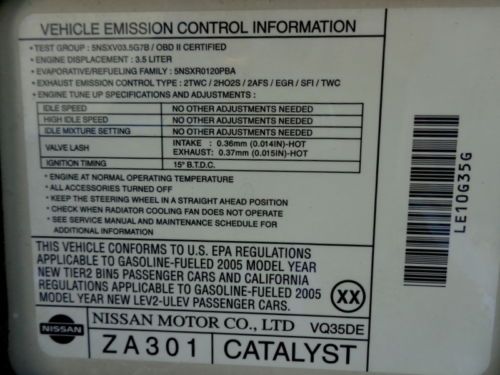 VEHICLE EMISSION CONTROL INFORMATION
• TEST GROUP : 5NSXV03.5G7B / OBD II CERTIFIED
• ENGINE DISPLACEMENT : 3.5 LITER
• EVAPORATIVE/REFUELING FAMILY : 5NSXR0120PBA
• EXHAUST EMISSION CONTROL TYPE : 2TWC / 2HO2S / 2AFS / EGR / SFI / TWC
• ENGINE TUNE UP SPECIFICATIONS AND ADJUSTMENTS :
IDLE SPEED NO OTHER ADJUSTMENTS NEEDED
HIGH IDLE SPEED NO OTHER ADJUSTMENTS NEEDED
IDLE MIXTURE SETTING NO OTHER ADJUSTMENTS NEEDED
VALVE LASH INTAKE : 0.36mm (0.014IN)-HOT
EXHAUST: 0.37mm (0.015IN)-HOT
IGNITION TIMING 15° B.T.D.C.
• ENGINE AT NORMAL OPERATING TEMPERATURE
• ALL ACCESSORIES TURNED OFF
• KEEP THE STEERING WHEEL IN A STRAIGHT AHEAD POSITION
• CHECK WHEN RADIATOR COOLING FAN DOES NOT OPERATE
• SEE SERVICE MANUAL AND MAINTENANCE SCHEDULE FOR
ADDITIONAL INFORMATION
THIS VEHICLE CONFORMS TO U.S. EPA REGULATIONS
APPLICABLE TO GASOLINE-FUELED 2005 MODEL YEAR
NEW TIER2 BIN5 PASSENGER CARS AND CALIFORNIA
REGULATIONS APPLICABLE TO GASOLINE-FUELED 2005
MODEL YEAR NEW LEV2-ULEV PASSENGER CARS.
XX
LE10G35G
NISSAN
NISSAN MOTOR CO., LTD VQ35DE
ZA301 CATALYST